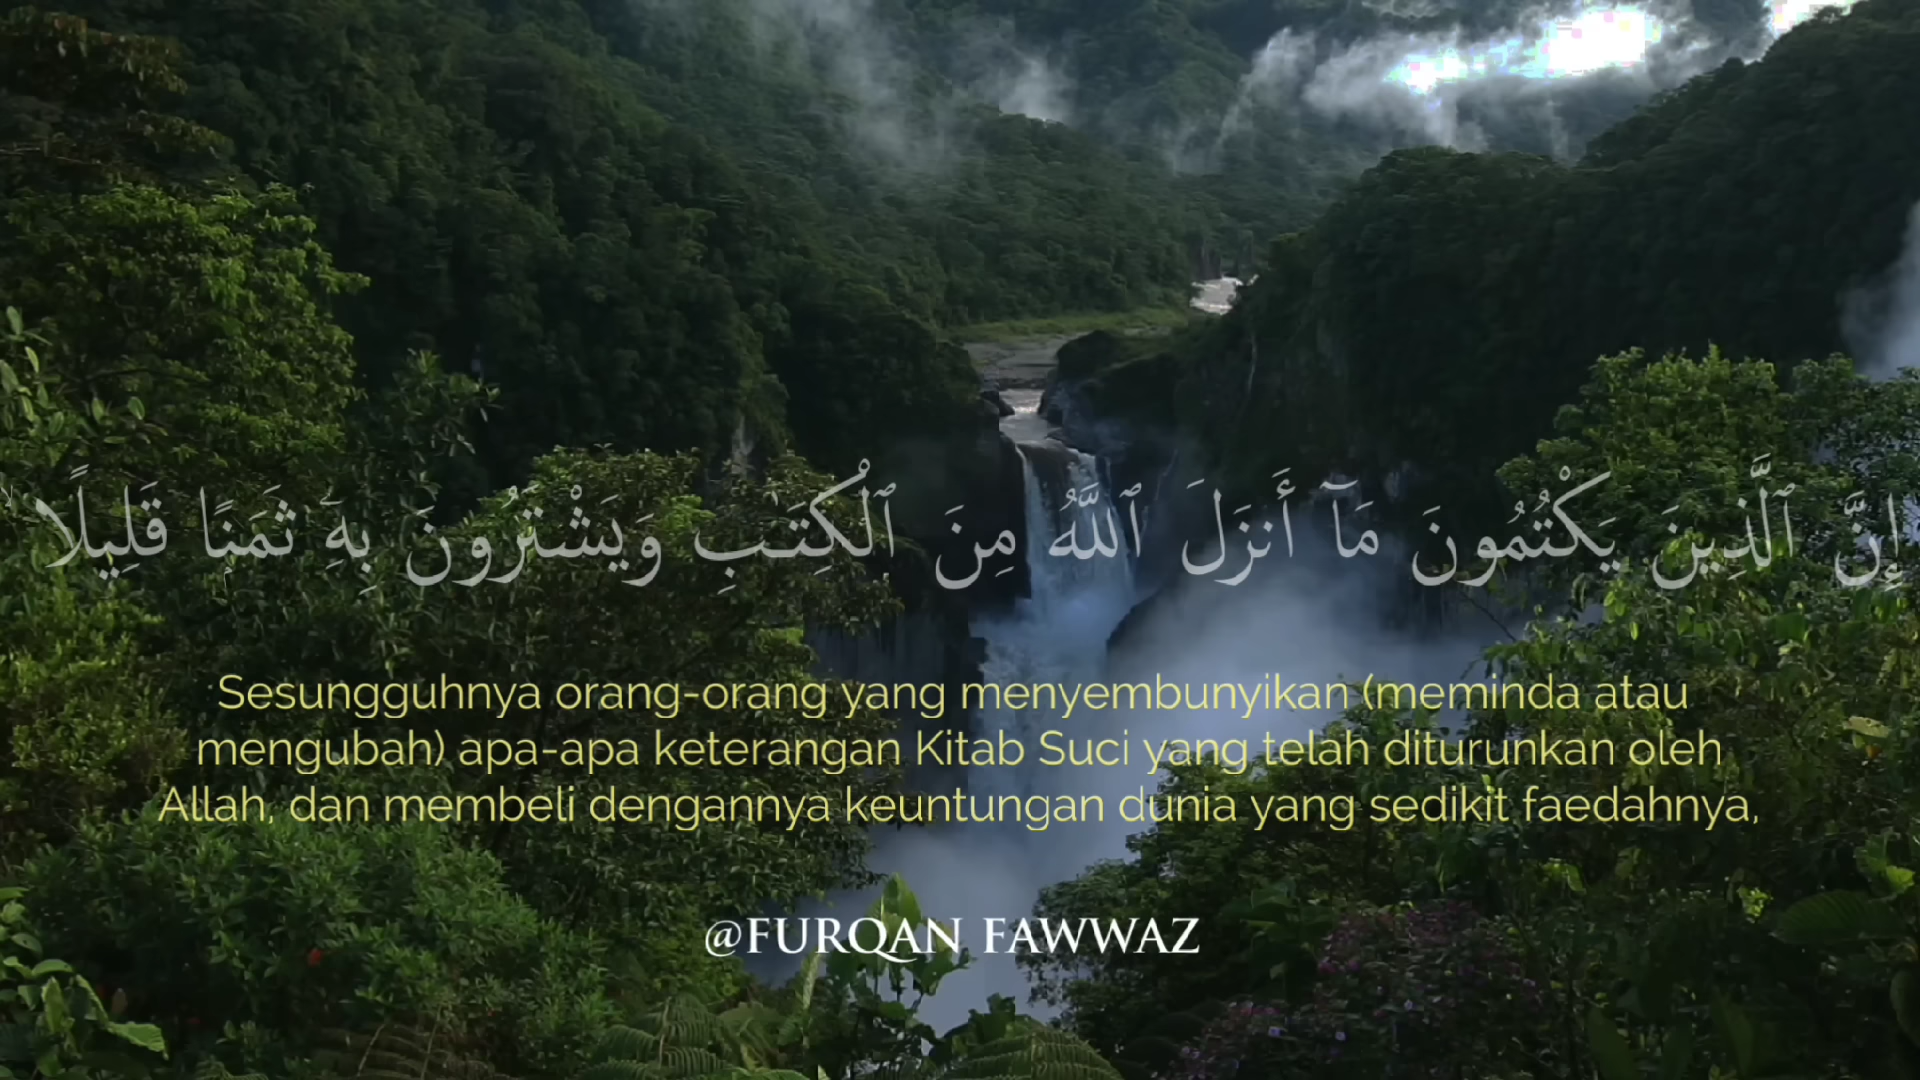 إِنَّ ٱلَّذِينَ يَكْتُمُونَ مَآ أَنزَلَ ٱللَّهُ مِنَ ٱلْكِتَـٰبِ وَيَشْتَرُونَ بِهِۦ ثَمَنًا قَلِيلًا ۙ
Sesungguhnya orang-orang yang menyembunyikan (meminda atau
mengubah) apa-apa keterangan Kitab Suci yang telah diturunkan oleh
Allah, dan membeli dengannya keuntungan dunia yang sedikit faedahnya,
@FURQAN FAWWAZ